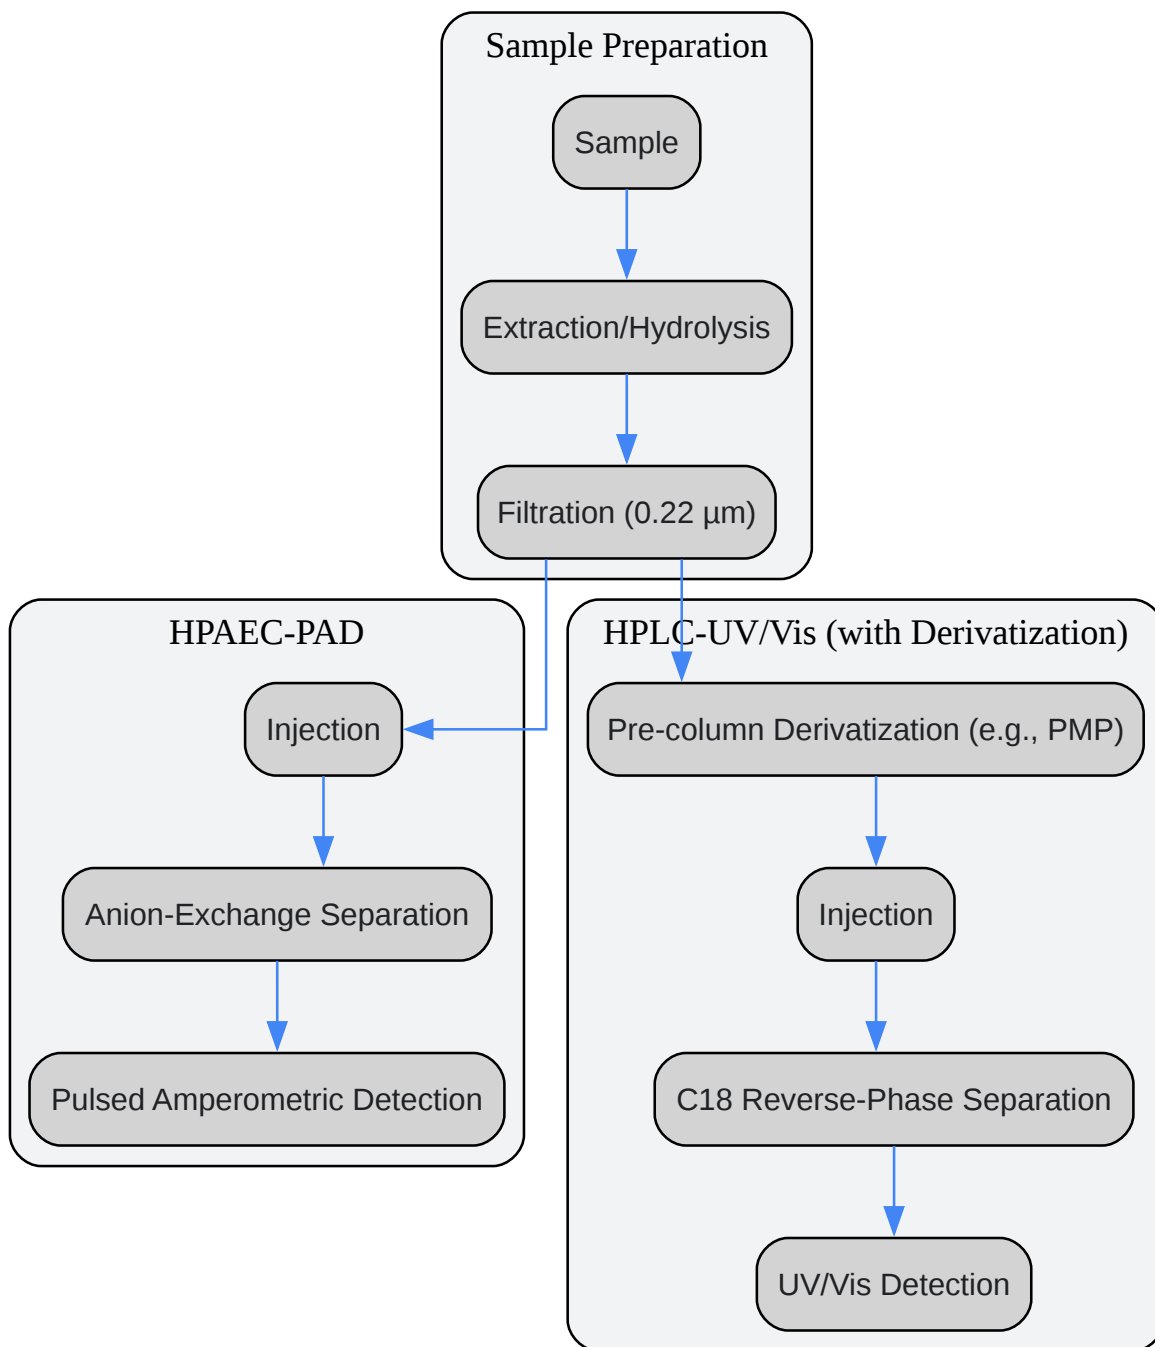 Sample Preparation
Sample
Extraction/Hydrolysis
Filtration (0.22 µm)
HPAEC-PAD
Injection
Anion-Exchange Separation
Pulsed Amperometric Detection
HPLC-UV/Vis (with Derivatization)
Pre-column Derivatization (e.g., PMP)
Injection
C18 Reverse-Phase Separation
UV/Vis Detection